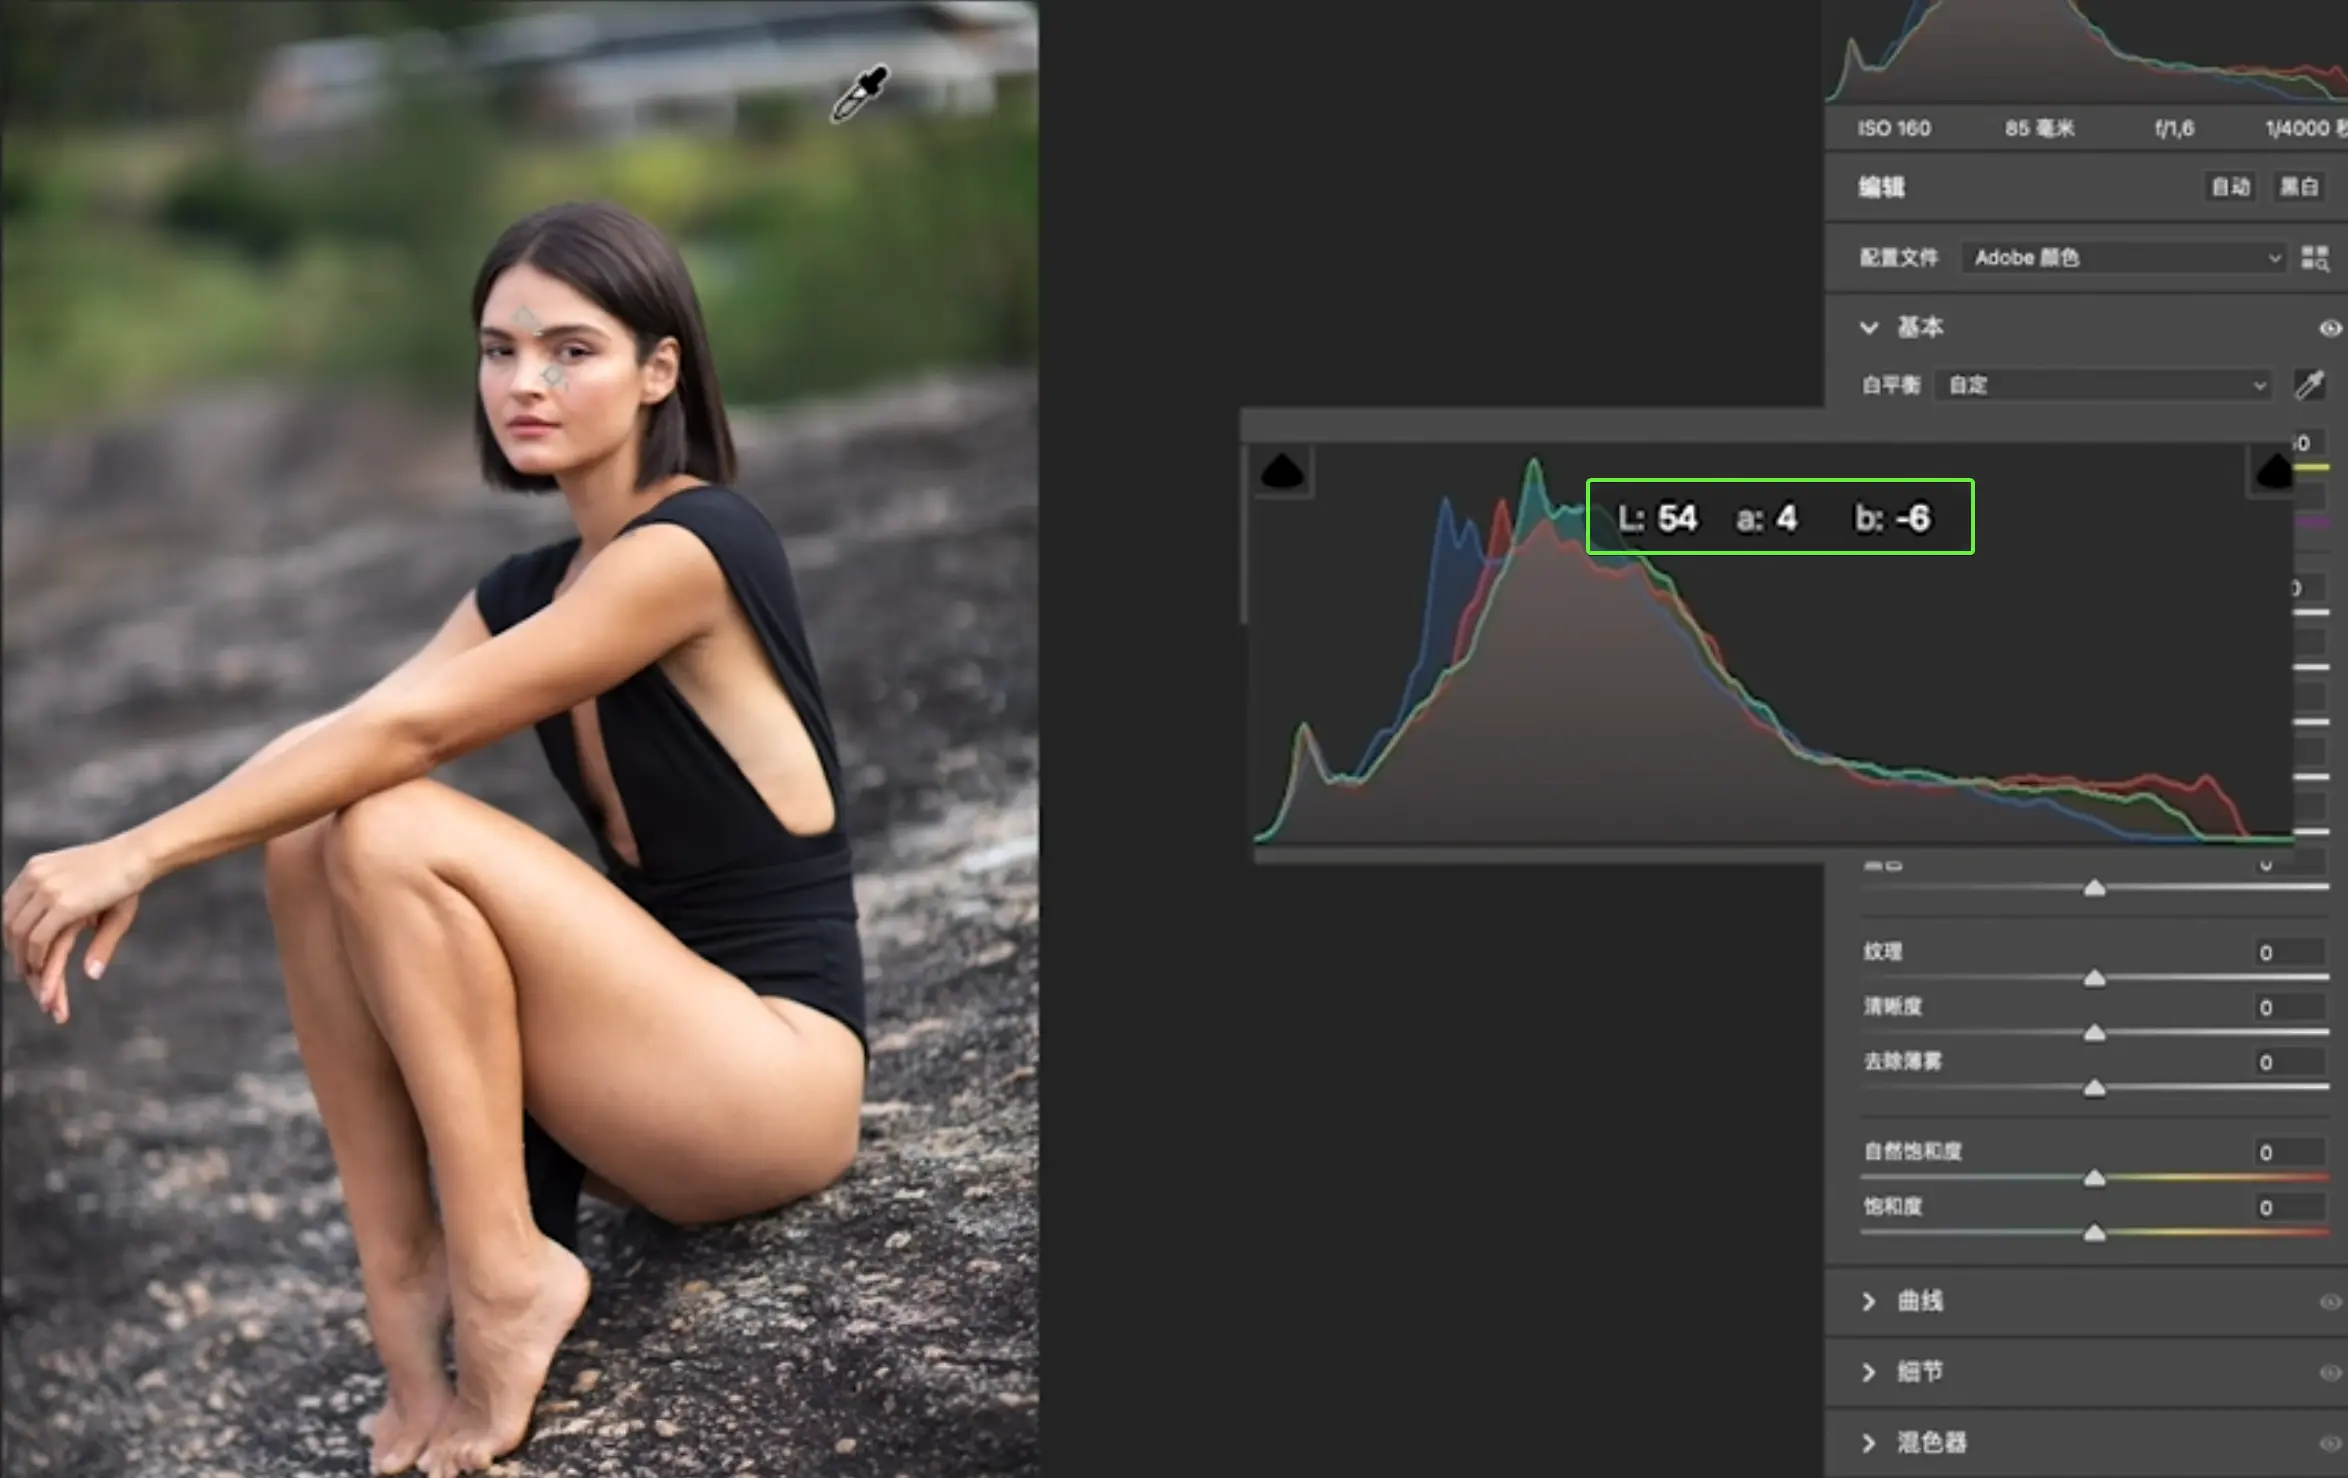 ISO 160 85 毫米 f/1,6 1/4000 秒
编辑 自动 黑白
配置文件 Adobe 颜色
基本
白平衡 自定
L: 54 a: 4 b: -6
纹理 0
清晰度 0
去除薄雾 0
自然饱和度 0
饱和度 0
曲线
细节
混色器